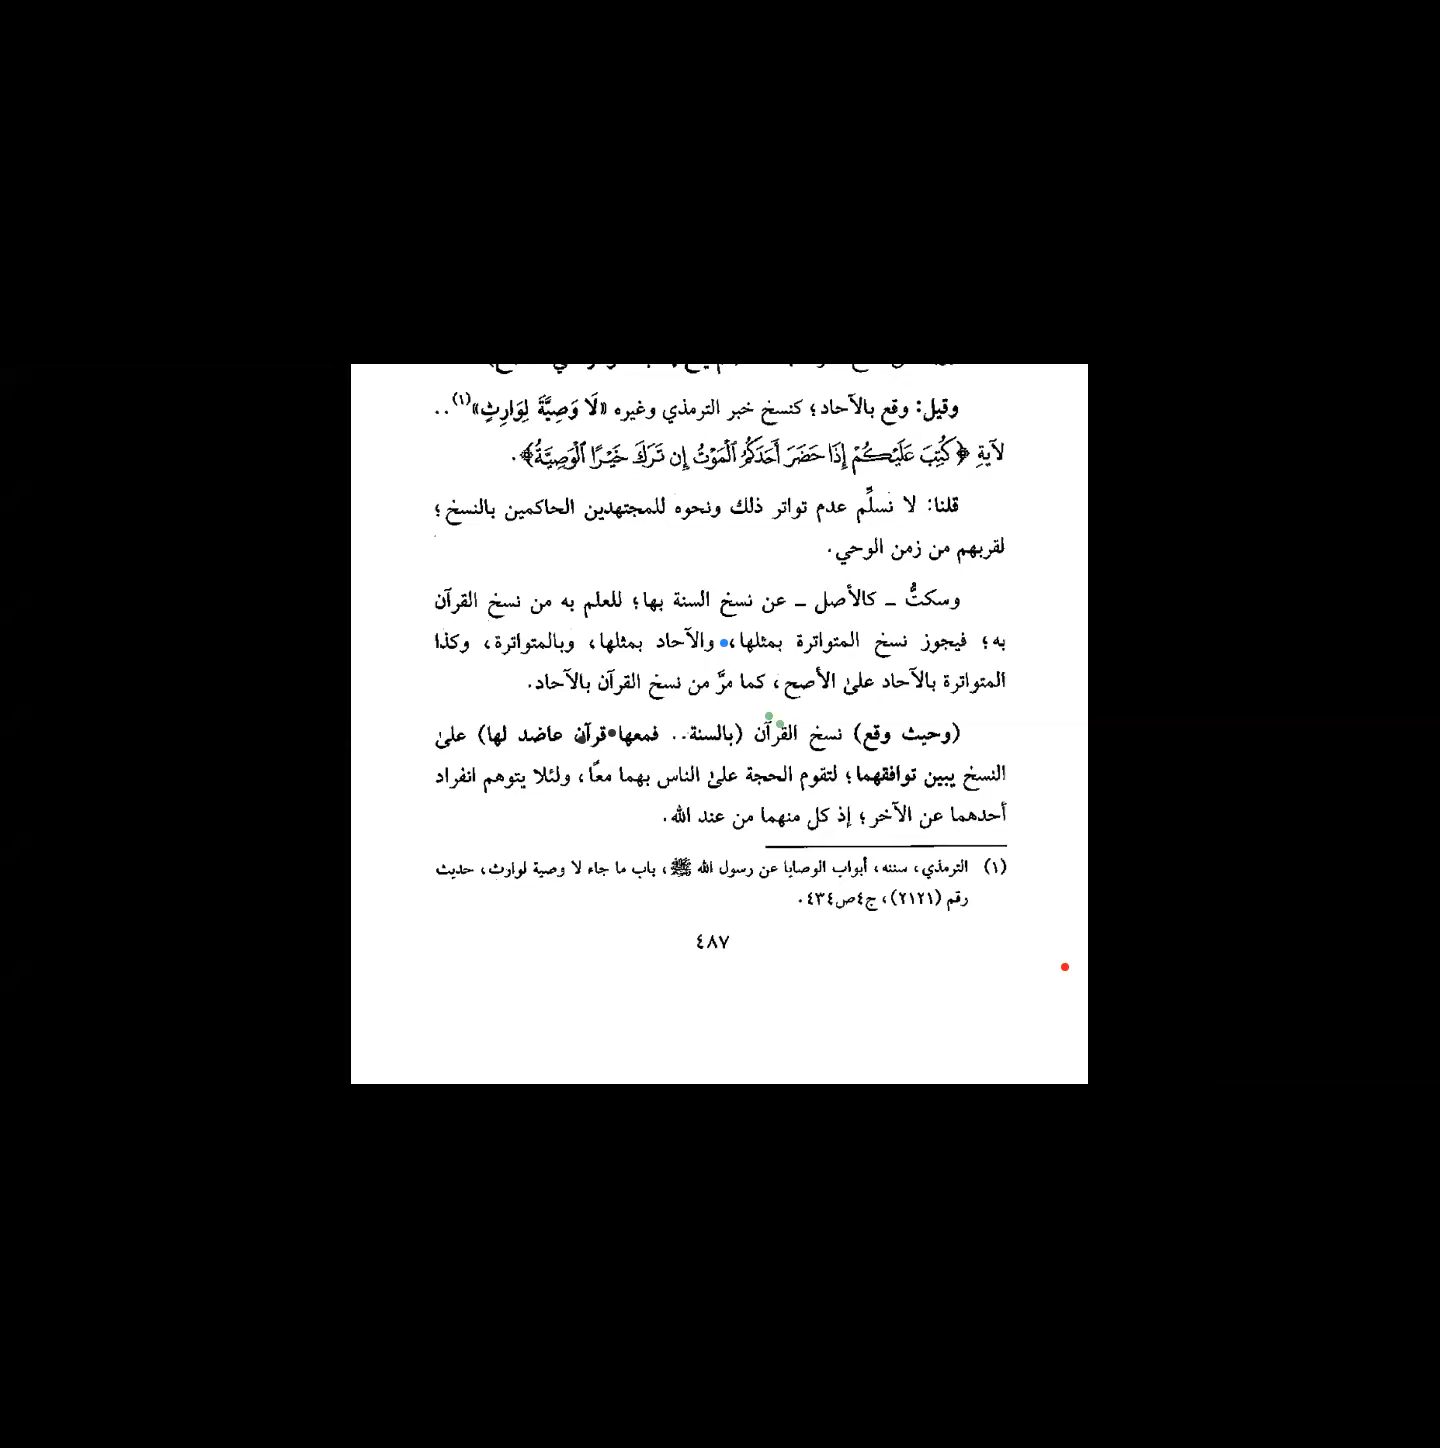 وقيل: وقع بالآحاد؛ كنسخ خبر الترمذي وغيره «لَا وَصِيَّةَ لِوَارِثٍ»(١)..
لآيةِ ﴿كُتِبَ عَلَيۡكُمۡ إِذَا حَضَرَ أَحَدَكُمُ ٱلۡمَوۡتُ إِن تَرَكَ خَيۡرًا ٱلۡوَصِيَّةُ﴾.
قلنا: لا نسلِّم عدم تواتر ذلك ونحوه للمجتهدين الحاكمين بالنسخ؛
لقربهم من زمن الوحي.
وسكتُّ ـ كالأصل ـ عن نسخ السنة بها؛ للعلم به من نسخ القرآن
به؛ فيجوز نسخ المتواترة بمثلها، والآحاد بمثلها، وبالمتواترة، وكذا
المتواترة بالآحاد علىٰ الأصح، كما مرَّ من نسخ القرآن بالآحاد.
(وحيث وقع) نسخ القرآن (بالسنة.. فمعها قرآن عاضد لها) علىٰ
النسخ يبين توافقهما؛ لتقوم الحجة علىٰ الناس بهما معًا، ولئلا يتوهم انفراد
أحدهما عن الآخر؛ إذ كل منهما من عند الله.
(١) الترمذي، سننه، أبواب الوصايا عن رسول الله ﷺ، باب ما جاء لا وصية لوارث، حديث
رقم (٢١٢١)، ج٤ص٤٣٤.
٤٨٧